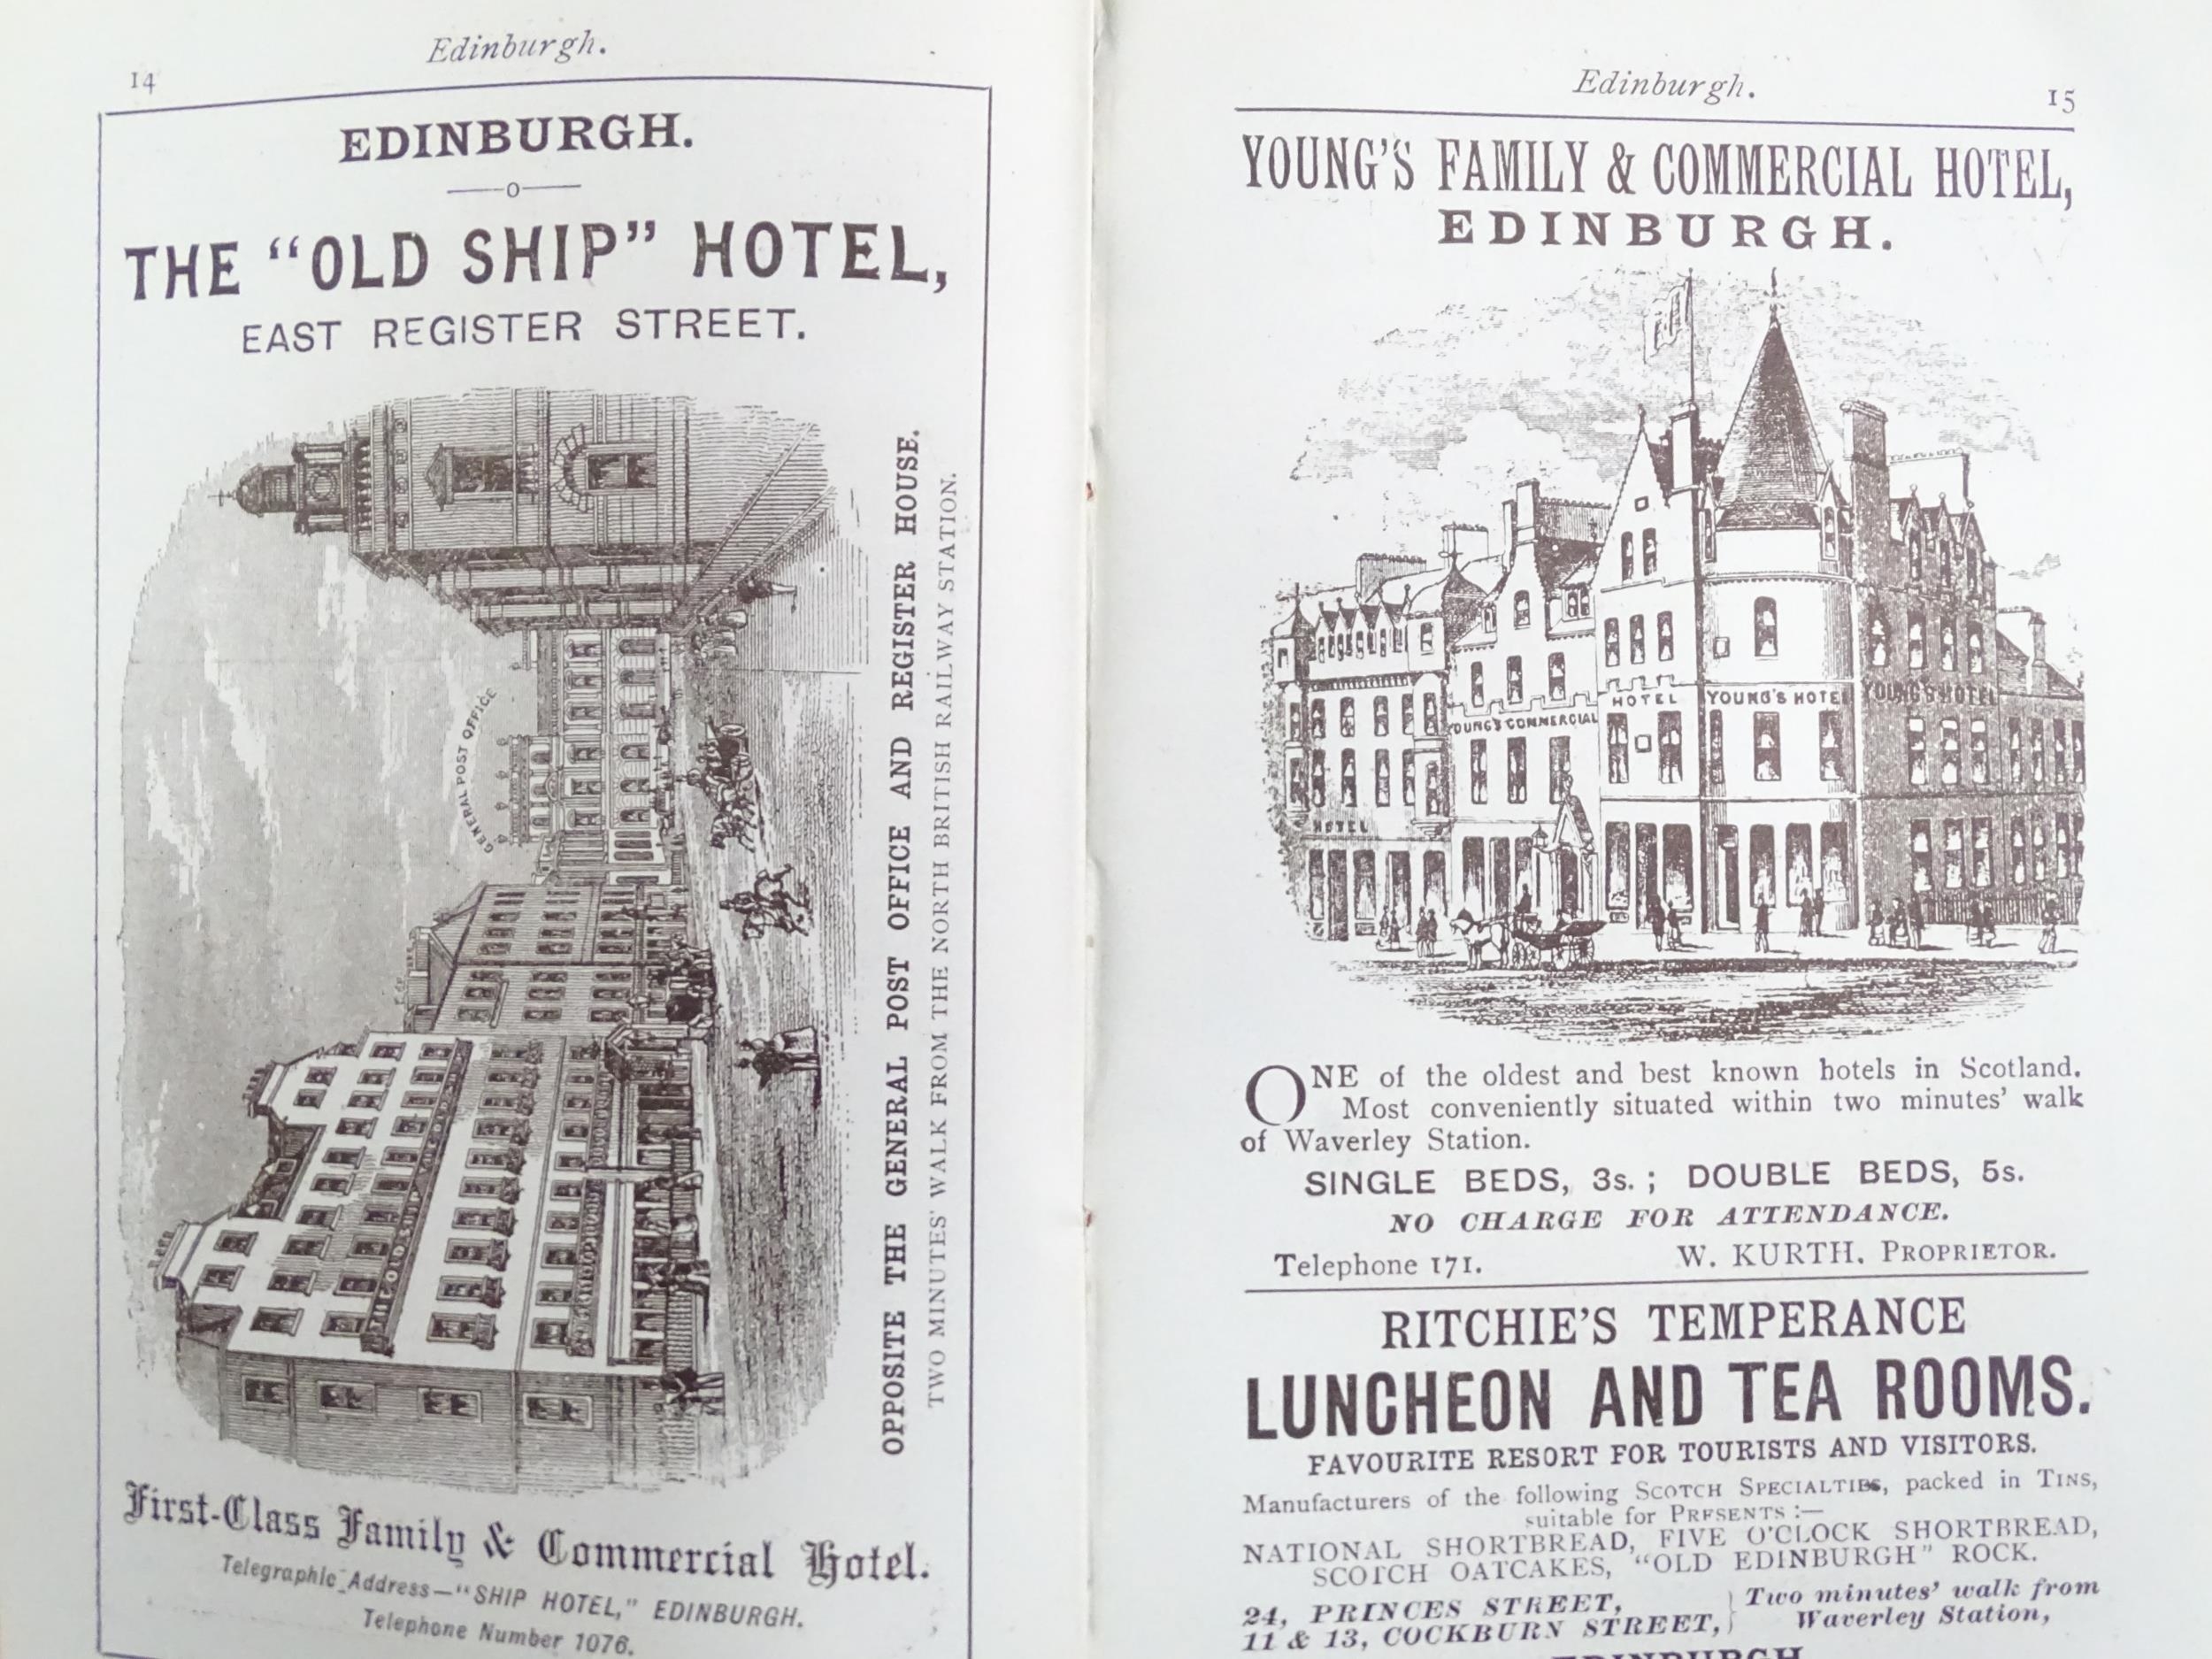 14
Edinburgh.
EDINBURGH.
THE "OLD SHIP" HOTEL,
EAST REGISTER STREET.
GENERAL POST OFFICE
THE OLD SHIP
OPPOSITE THE GENERAL POST OFFICE AND REGISTER HOUSE.
TWO MINUTES' WALK FROM THE NORTH BRITISH RAILWAY STATION.
First-Class Family & Commercial Hotel.
Telegraphic Address—"SHIP HOTEL," EDINBURGH.
Telephone Number 1076.
Edinburgh.
15
YOUNG'S FAMILY & COMMERCIAL HOTEL,
EDINBURGH.
OUNG'S COMMERCIAL
HOTEL
YOUNG'S HOTE
YOUNG'S HOTEL
HOTEL
ONE of the oldest and best known hotels in Scotland.
Most conveniently situated within two minutes' walk
of Waverley Station.
SINGLE BEDS, 3s. ; DOUBLE BEDS, 5s.
NO CHARGE FOR ATTENDANCE.
Telephone 171. W. KURTH, PROPRIETOR.
RITCHIE'S TEMPERANCE
LUNCHEON AND TEA ROOMS.
FAVOURITE RESORT FOR TOURISTS AND VISITORS.
Manufacturers of the following SCOTCH SPECIALTIES, packed in TINS,
suitable for PRESENTS :—
NATIONAL SHORTBREAD, FIVE O'CLOCK SHORTBREAD,
SCOTCH OATCAKES, "OLD EDINBURGH" ROCK.
24, PRINCES STREET,
11 & 13, COCKBURN STREET,
Two minutes' walk from
Waverley Station,
EDINBURGH